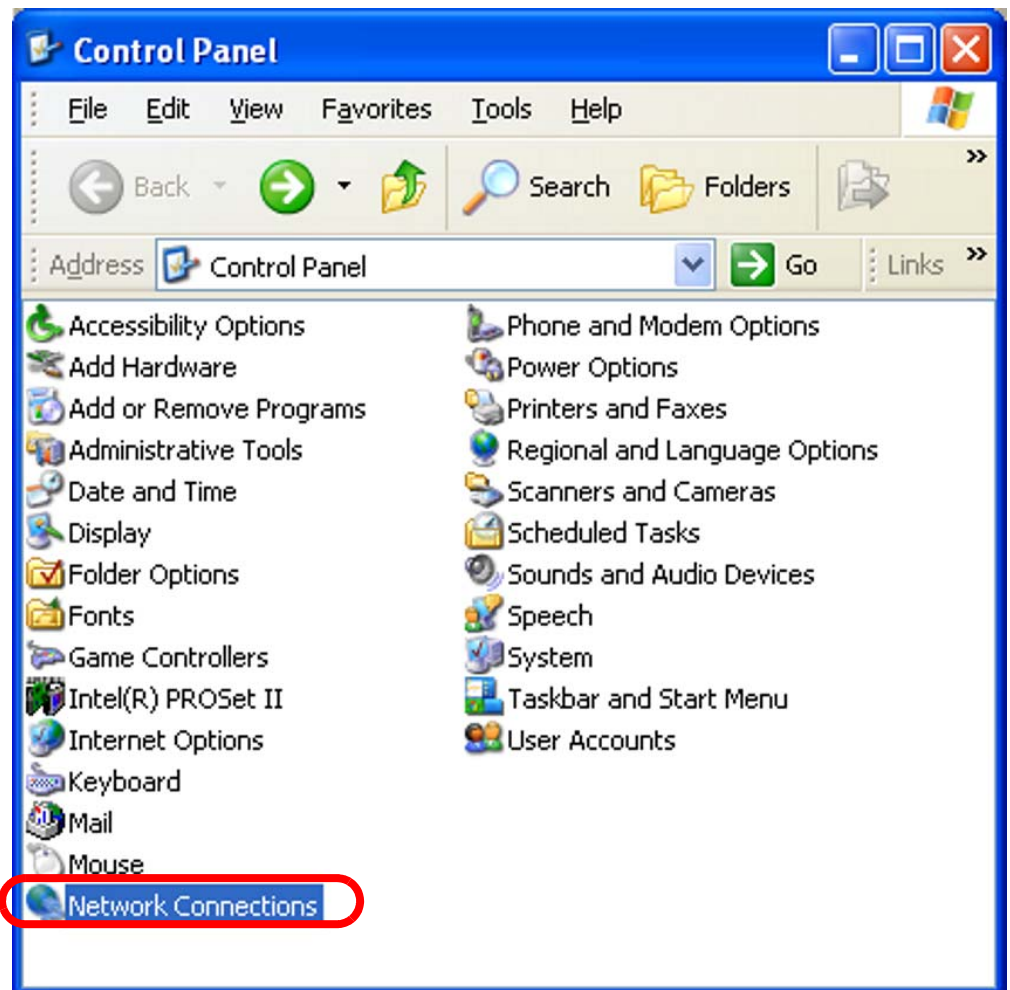 Control Panel
File Edit View Favorites Tools Help
Back Search Folders »
Address Control Panel Go Links »
Accessibility Options
Add Hardware
Add or Remove Programs
Administrative Tools
Date and Time
Display
Folder Options
Fonts
Game Controllers
Intel(R) PROSet II
Internet Options
Keyboard
Mail
Mouse
Network Connections
Phone and Modem Options
Power Options
Printers and Faxes
Regional and Language Options
Scanners and Cameras
Scheduled Tasks
Sounds and Audio Devices
Speech
System
Taskbar and Start Menu
User Accounts